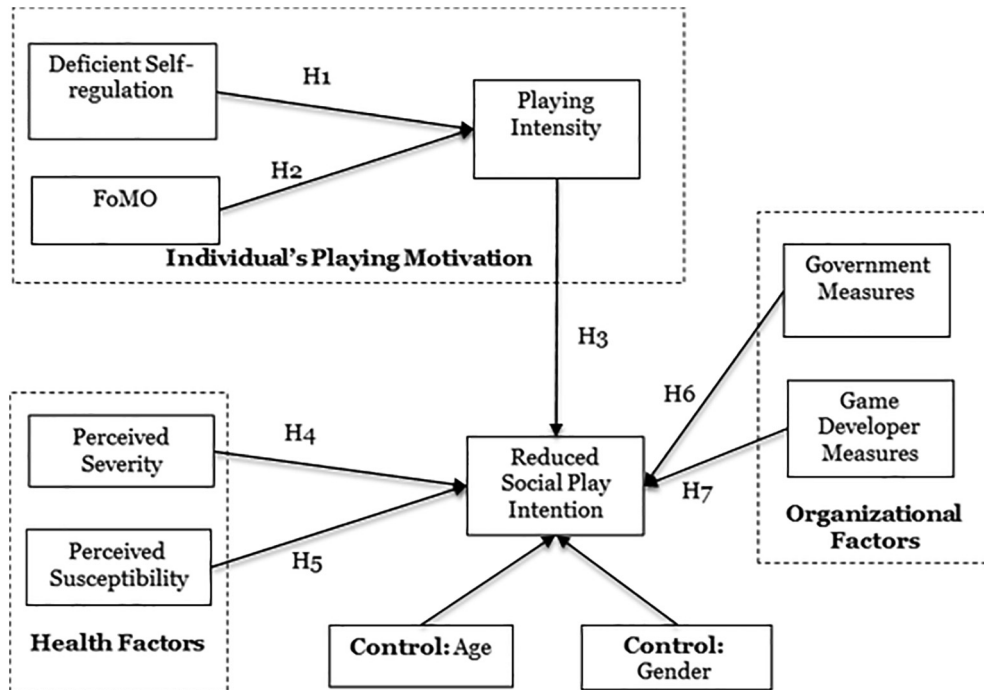 Deficient Self-
regulation
H1
Playing
Intensity
H2
FoMO
Individual's Playing Motivation
Government
Measures
H3
H6
Game
Developer
Measures
H7
Organizational
Factors
Perceived
Severity
H4
Reduced
Social Play
Intention
Perceived
Susceptibility
H5
Health Factors
Control: Age
Control:
Gender